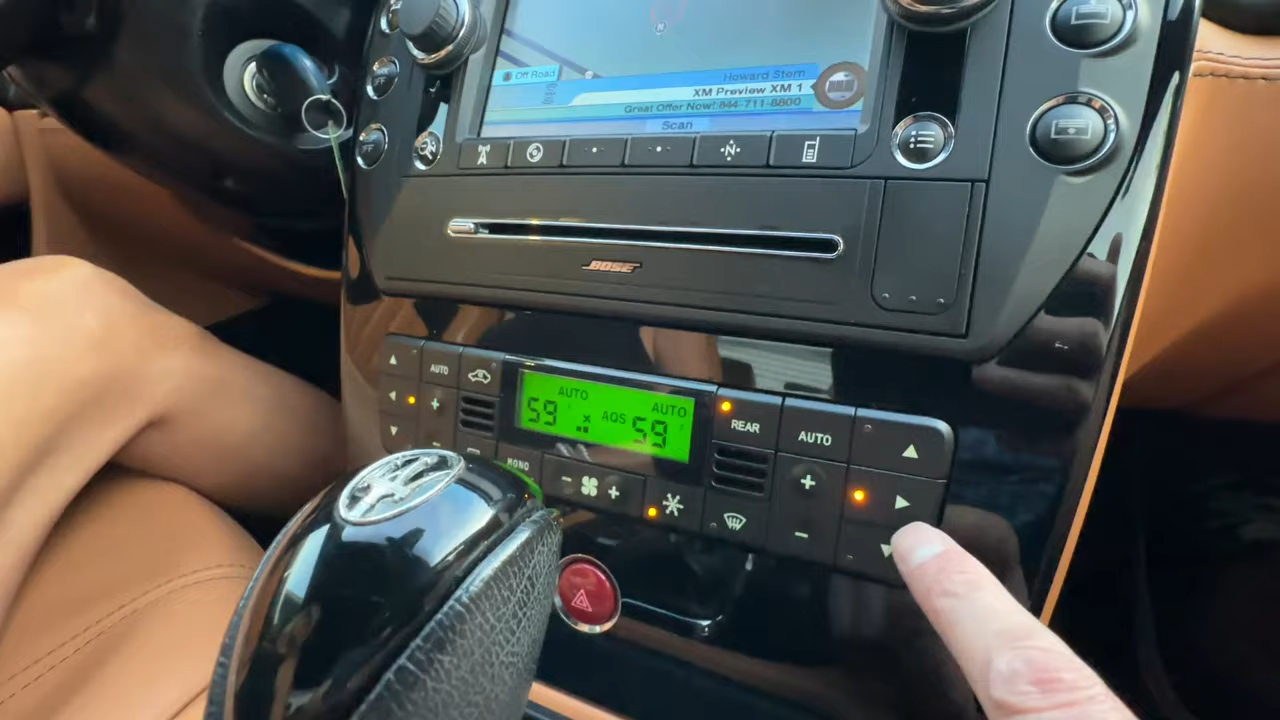 Off Road
Howard Stern
XM Preview XM 1
Great Offer Now! 844-711-8800
Scan
N
BOSE
AUTO
AUTO
59
AQS
AUTO
59
REAR
AUTO
MONO